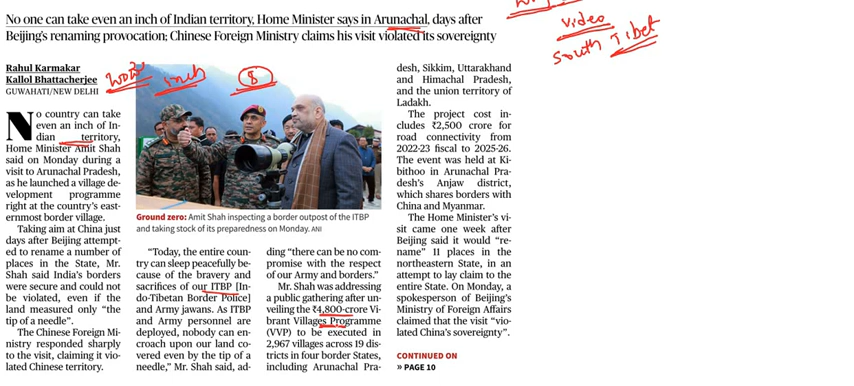 No one can take even an inch of Indian territory, Home Minister says in Arunachal, days after
Beijing's renaming provocation; Chinese Foreign Ministry claims his visit violated its sovereignty
video
South Tibet
Rahul Karmakar
Kallol Bhattacherjee
GUWAHATI/NEW DELHI
No country can take
even an inch of In-
dian territory,
Home Minister Amit Shah
said on Monday during a
visit to Arunachal Pradesh,
as he launched a village de-
velopment programme
right at the country's east-
ernmost border village.
Taking aim at China just
days after Beijing attempt-
ed to rename a number of
places in the State, Mr.
Shah said India's borders
were secure and could not
be violated, even if the
land measured only "the
tip of a needle".
The Chinese Foreign Mi-
nistry responded sharply
to the visit, claiming it vio-
lated Chinese territory.
8
Ground zero: Amit Shah inspecting a border outpost of the ITBP
and taking stock of its preparedness on Monday. ANI
"Today, the entire coun-
try can sleep peacefully be-
cause of the bravery and
sacrifices of our ITBP [In-
do-Tibetan Border Police]
and Army jawans. As ITBP
and Army personnel are
deployed, nobody can en-
croach upon our land co-
vered even by the tip of a
needle," Mr. Shah said, ad-
ding "there can be no com-
promise with the respect
of our Army and borders."
Mr. Shah was addressing
a public gathering after un-
veiling the ₹4,800-crore Vi-
brant Villages Programme
(VVP) to be executed in
2,967 villages across 19 dis-
tricts in four border States,
including Arunachal Pra-
desh, Sikkim, Uttarakhand
and Himachal Pradesh,
and the union territory of
Ladakh.
The project cost in-
cludes ₹2,500 crore for
road connectivity from
2022-23 fiscal to 2025-26.
The event was held at Ki-
bithoo in Arunachal Pra-
desh's Anjaw district,
which shares borders with
China and Myanmar.
The Home Minister's vi-
sit came one week after
Beijing said it would "re-
name" 11 places in the
northeastern State, in an
attempt to lay claim to the
entire State. On Monday, a
spokesperson of Beijing's
Ministry of Foreign Affairs
claimed that the visit "vio-
lated China's sovereignty".
CONTINUED ON
» PAGE 10